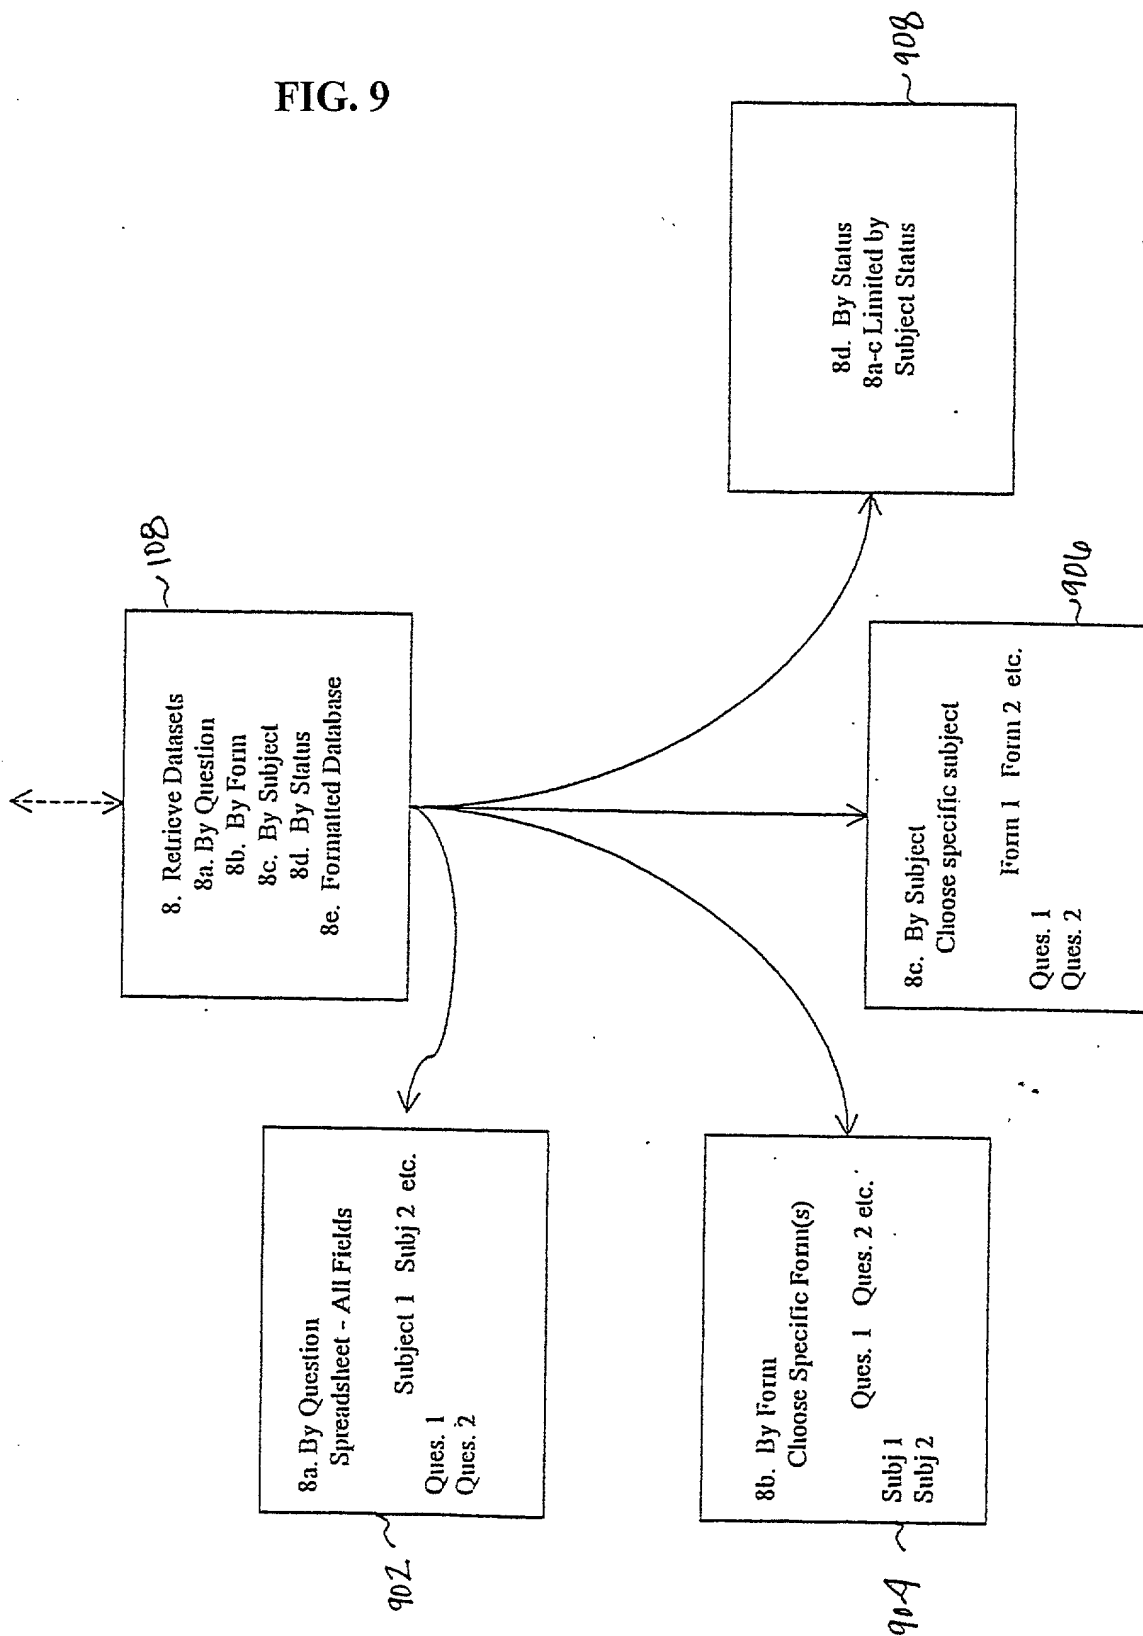 FIG. 9
108
8. Retrieve Datasets
8a. By Question
8b. By Form
8c. By Subject
8d. By Status
8e. Formatted Database
902
8a. By Question
Spreadsheet - All Fields
Subject 1 Subj 2 etc.
Ques. 1
Ques. 2
904
8b. By Form
Choose Specific Form(s)
Ques. 1 Ques. 2 etc.
Subj 1
Subj 2
906
8c. By Subject
Choose specific subject
Form 1 Form 2 etc.
Ques. 1
Ques. 2
908
8d. By Status
8a-c Limited by
Subject Status